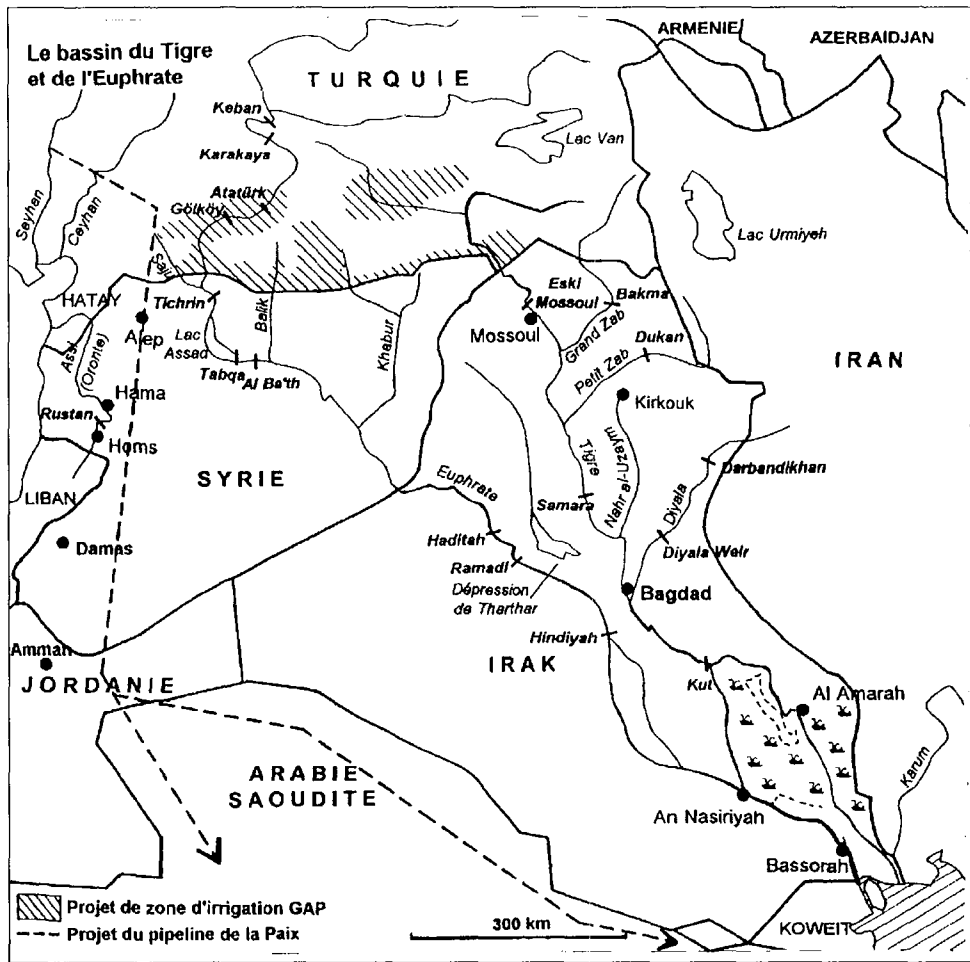 Le bassin du Tigre
et de l'Euphrate
ARMENIE
AZERBAIDJAN
TURQUIE
Keban
Karakaya
Lac Van
Atatürk
Gölköy
Seyhan
Ceyhan
Lac Urmiyeh
Sajur
HATAY
Tichrin
Balik
Eski
Mossoul
Bakma
Mossoul
Grand Zab
Dukan
Alep
Lac
Assad
Khabur
Assi
(Oronte)
Tabqa
Al Ba'th
Petit Zab
IRAN
Hama
Kirkouk
Rustan
Homs
SYRIE
Tigre
Nahr al-Uzaym
Darbandikhan
LIBAN
Euphrate
Samara
Diyala
Damas
Haditah
Diyala Weir
Ramadi
Dépression
de Tharthar
Bagdad
Amman
Hindiyah
IRAK
JORDANIE
Kut
Al Amarah
ARABIE
SAOUDITE
Karum
An Nasiriyah
Bassorah
Projet de zone d'irrigation GAP
300 km
KOWEIT
Projet du pipeline de la Paix